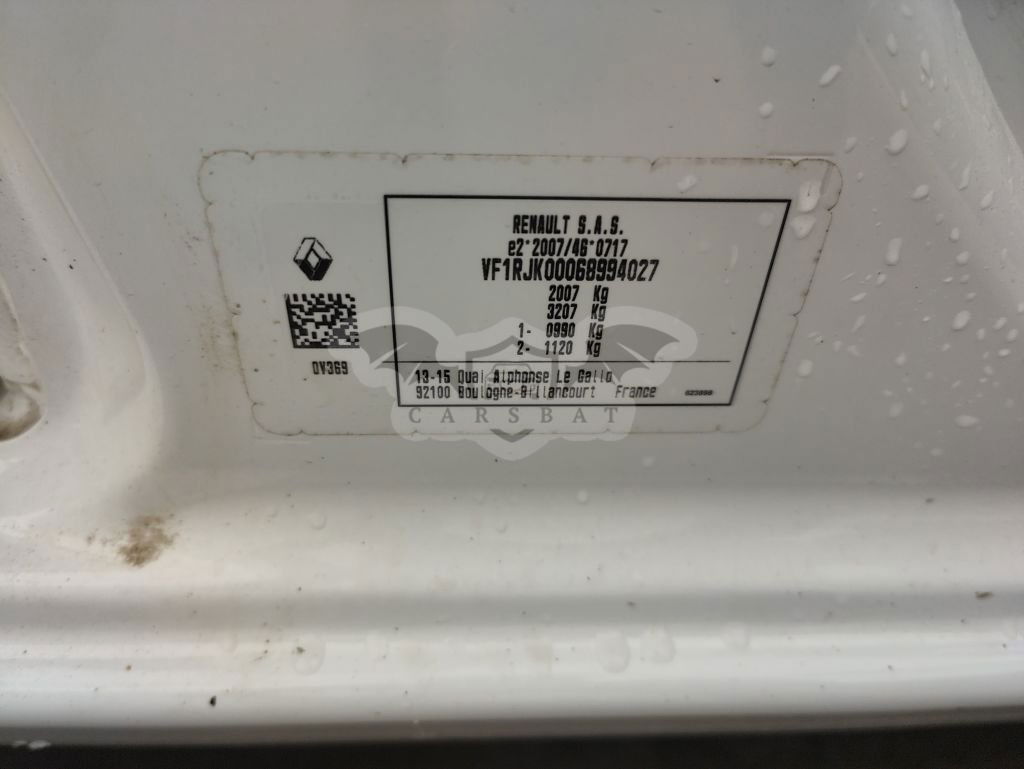 RENAULT S.A.S.
e2*2007/46*0717
VF1RJK00068994027
2007 Kg
3207 Kg
1- 0990 Kg
2- 1120 Kg
0V369
13-15 Quai Alphonse Le Gallo
92100 Boulogne-Billancourt France
CARSBAT